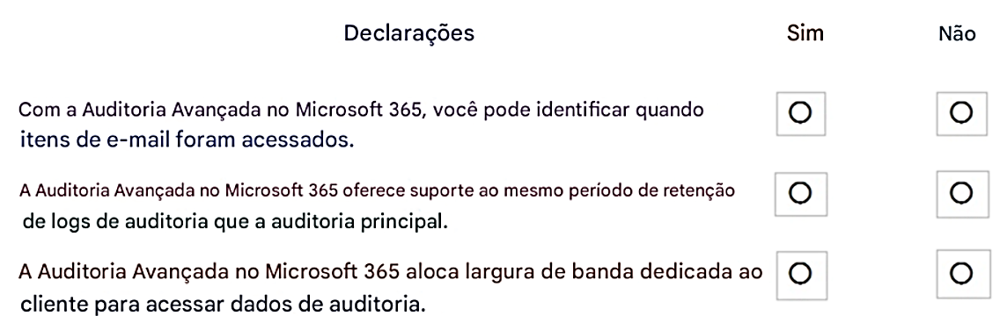 Declarações Sim Não
Com a Auditoria Avançada no Microsoft 365, você pode identificar quando
itens de e-mail foram acessados.
A Auditoria Avançada no Microsoft 365 oferece suporte ao mesmo período de retenção
de logs de auditoria que a auditoria principal.
A Auditoria Avançada no Microsoft 365 aloca largura de banda dedicada ao
cliente para acessar dados de auditoria.